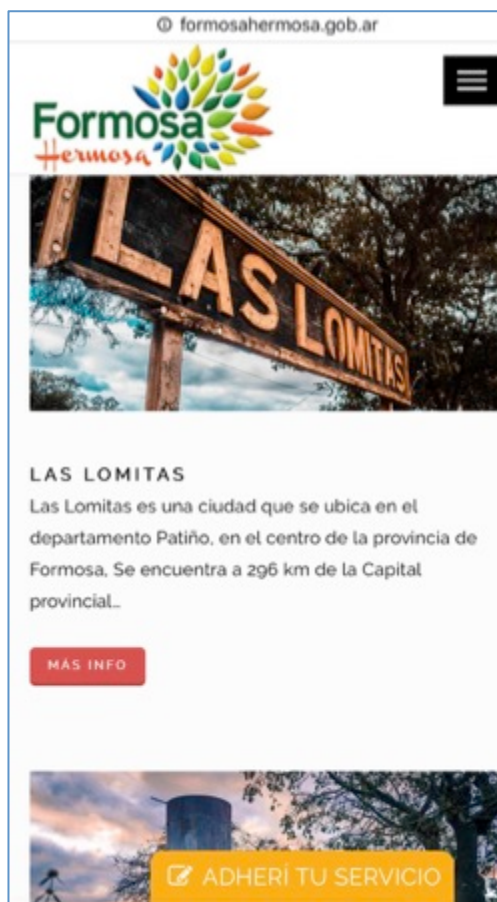 formosahermosa.gob.ar
Formosa
Hermosa
LAS LOMITAS
LAS LOMITAS
Las Lomitas es una ciudad que se ubica en el
departamento Patiño, en el centro de la provincia de
Formosa, Se encuentra a 296 km de la Capital
provincial…
MÁS INFO
ADHERÍ TU SERVICIO